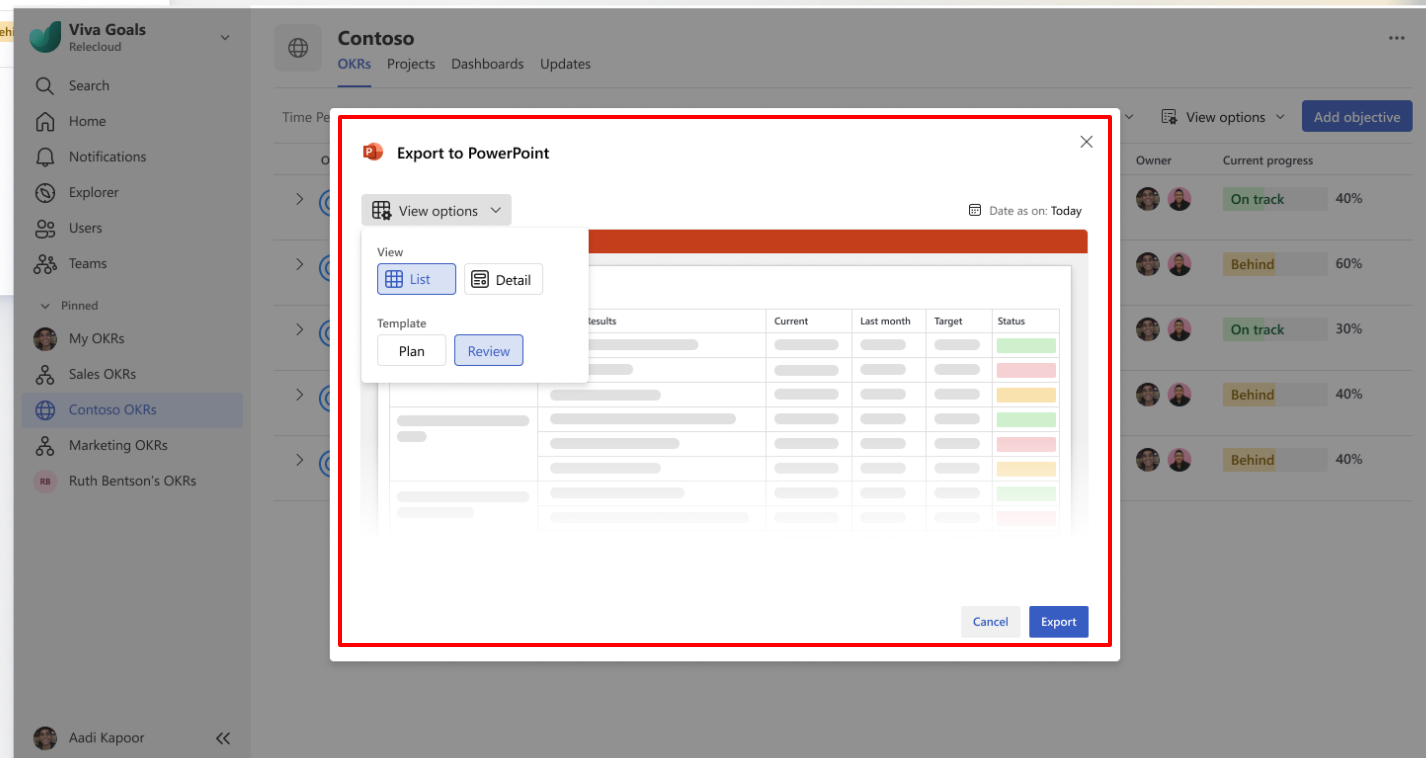 Viva Goals
Relecloud
Search
Home
Notifications
Explorer
Users
Teams
Pinned
My OKRs
Sales OKRs
Contoso OKRs
Marketing OKRs
RB Ruth Bentson's OKRs
Aadi Kapoor
Contoso
OKRs Projects Dashboards Updates
View options
Add objective
Owner Current progress
On track 40%
Behind 60%
On track 30%
Behind 40%
Behind 40%
Export to PowerPoint
View options
Date as on: Today
View
List Detail
Template
Plan Review
Current Last month Target Status
Cancel Export